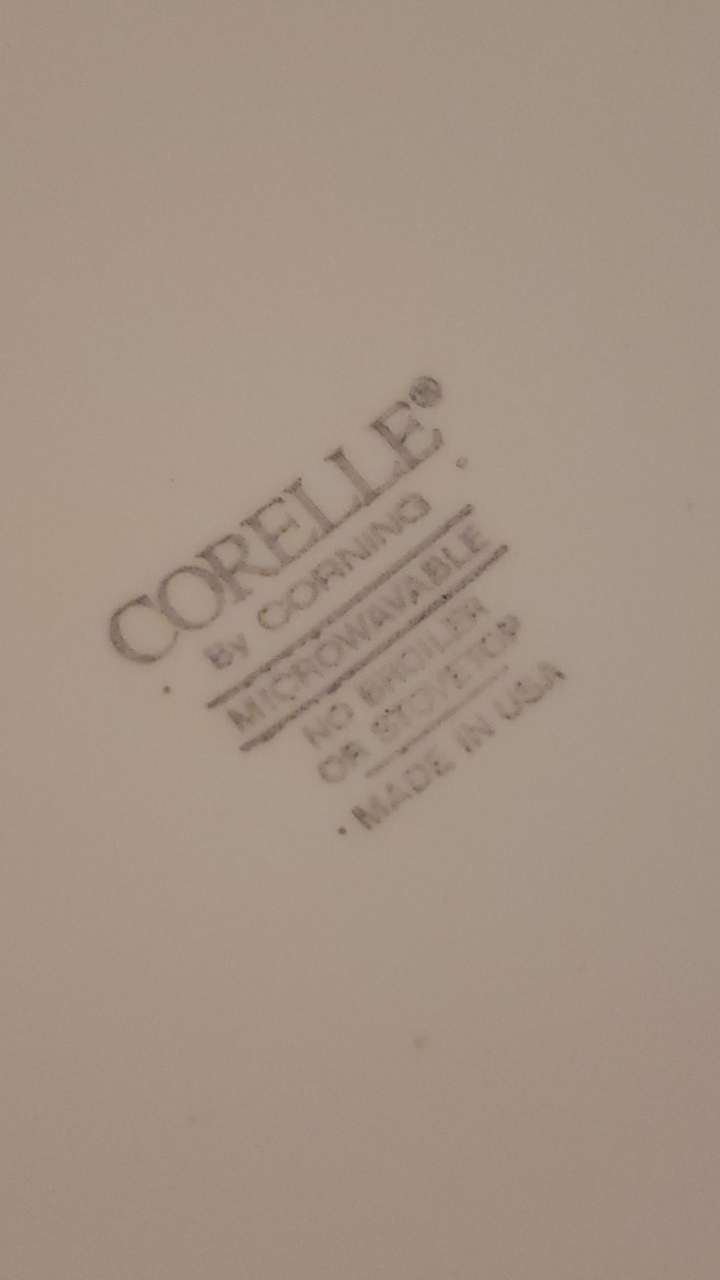 CORELLE®
BY CORNING
MICROWAVABLE
NO BROILER
OR STOVETOP
MADE IN USA